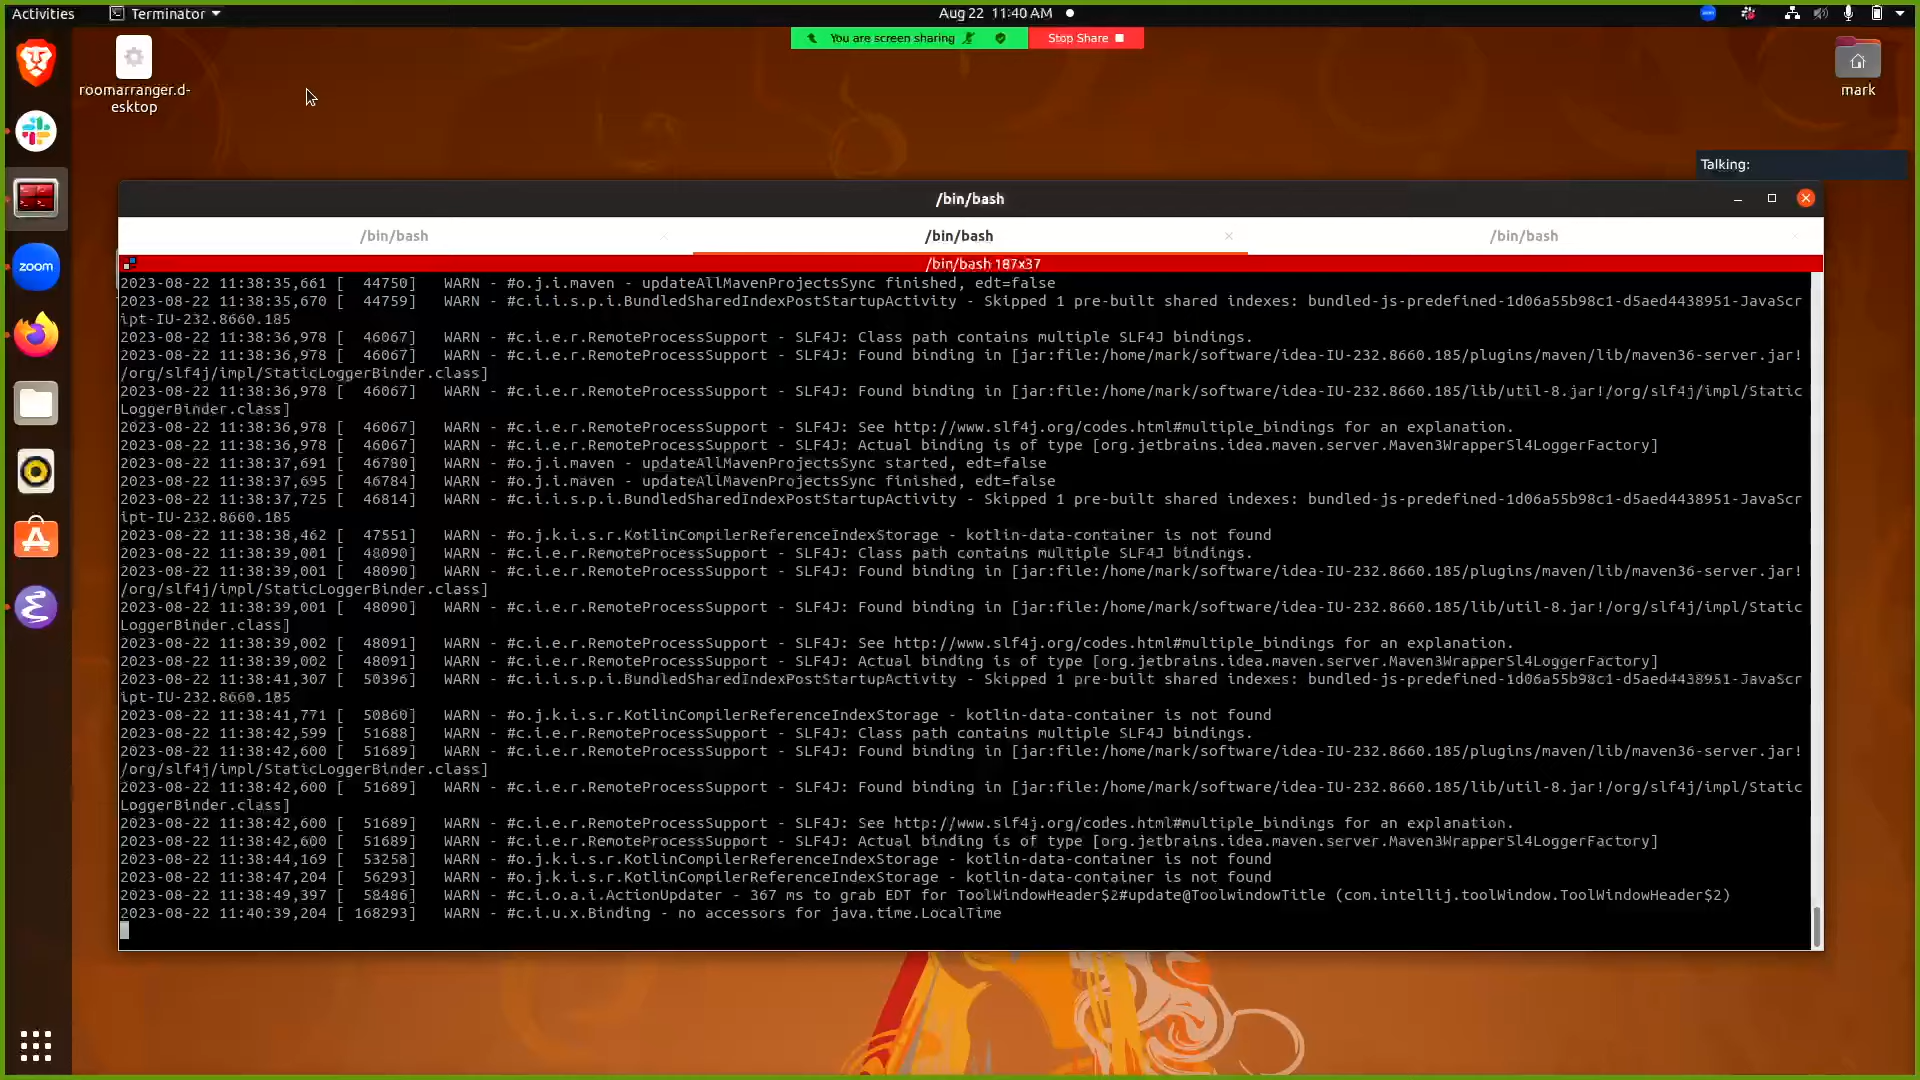 Activities
Terminator
Aug 22 11:40 AM
You are screen sharing
Stop Share
roomarranger.d-
esktop
mark
Talking:
zoom
/bin/bash
/bin/bash
/bin/bash
/bin/bash
/bin/bash 187x37
2023-08-22 11:38:35,661 [  44750]   WARN - #o.j.i.maven - updateAllMavenProjectsSync finished, edt=false
2023-08-22 11:38:35,670 [  44759]   WARN - #c.i.i.s.p.i.BundledSharedIndexPostStartupActivity - Skipped 1 pre-built shared indexes: bundled-js-predefined-1d06a55b98c1-d5aed4438951-JavaScr
ipt-IU-232.8660.185
2023-08-22 11:38:36,978 [  46067]   WARN - #c.i.e.r.RemoteProcessSupport - SLF4J: Class path contains multiple SLF4J bindings.
2023-08-22 11:38:36,978 [  46067]   WARN - #c.i.e.r.RemoteProcessSupport - SLF4J: Found binding in [jar:file:/home/mark/software/idea-IU-232.8660.185/plugins/maven/lib/maven36-server.jar!
/org/slf4j/impl/StaticLoggerBinder.class]
2023-08-22 11:38:36,978 [  46067]   WARN - #c.i.e.r.RemoteProcessSupport - SLF4J: Found binding in [jar:file:/home/mark/software/idea-IU-232.8660.185/lib/util-8.jar!/org/slf4j/impl/Static
LoggerBinder.class]
2023-08-22 11:38:36,978 [  46067]   WARN - #c.i.e.r.RemoteProcessSupport - SLF4J: See http://www.slf4j.org/codes.html#multiple_bindings for an explanation.
2023-08-22 11:38:36,978 [  46067]   WARN - #c.i.e.r.RemoteProcessSupport - SLF4J: Actual binding is of type [org.jetbrains.idea.maven.server.Maven3WrapperSl4LoggerFactory]
2023-08-22 11:38:37,691 [  46780]   WARN - #o.j.i.maven - updateAllMavenProjectsSync started, edt=false
2023-08-22 11:38:37,695 [  46784]   WARN - #o.j.i.maven - updateAllMavenProjectsSync finished, edt=false
2023-08-22 11:38:37,725 [  46814]   WARN - #c.i.i.s.p.i.BundledSharedIndexPostStartupActivity - Skipped 1 pre-built shared indexes: bundled-js-predefined-1d06a55b98c1-d5aed4438951-JavaScr
ipt-IU-232.8660.185
2023-08-22 11:38:38,462 [  47551]   WARN - #o.j.k.i.s.r.KotlinCompilerReferenceIndexStorage - kotlin-data-container is not found
2023-08-22 11:38:39,001 [  48090]   WARN - #c.i.e.r.RemoteProcessSupport - SLF4J: Class path contains multiple SLF4J bindings.
2023-08-22 11:38:39,001 [  48090]   WARN - #c.i.e.r.RemoteProcessSupport - SLF4J: Found binding in [jar:file:/home/mark/software/idea-IU-232.8660.185/plugins/maven/lib/maven36-server.jar!
/org/slf4j/impl/StaticLoggerBinder.class]
2023-08-22 11:38:39,001 [  48090]   WARN - #c.i.e.r.RemoteProcessSupport - SLF4J: Found binding in [jar:file:/home/mark/software/idea-IU-232.8660.185/lib/util-8.jar!/org/slf4j/impl/Static
LoggerBinder.class]
2023-08-22 11:38:39,002 [  48091]   WARN - #c.i.e.r.RemoteProcessSupport - SLF4J: See http://www.slf4j.org/codes.html#multiple_bindings for an explanation.
2023-08-22 11:38:39,002 [  48091]   WARN - #c.i.e.r.RemoteProcessSupport - SLF4J: Actual binding is of type [org.jetbrains.idea.maven.server.Maven3WrapperSl4LoggerFactory]
2023-08-22 11:38:41,307 [  50396]   WARN - #c.i.i.s.p.i.BundledSharedIndexPostStartupActivity - Skipped 1 pre-built shared indexes: bundled-js-predefined-1d06a55b98c1-d5aed4438951-JavaScr
ipt-IU-232.8660.185
2023-08-22 11:38:41,771 [  50860]   WARN - #o.j.k.i.s.r.KotlinCompilerReferenceIndexStorage - kotlin-data-container is not found
2023-08-22 11:38:42,599 [  51688]   WARN - #c.i.e.r.RemoteProcessSupport - SLF4J: Class path contains multiple SLF4J bindings.
2023-08-22 11:38:42,600 [  51689]   WARN - #c.i.e.r.RemoteProcessSupport - SLF4J: Found binding in [jar:file:/home/mark/software/idea-IU-232.8660.185/plugins/maven/lib/maven36-server.jar!
/org/slf4j/impl/StaticLoggerBinder.class]
2023-08-22 11:38:42,600 [  51689]   WARN - #c.i.e.r.RemoteProcessSupport - SLF4J: Found binding in [jar:file:/home/mark/software/idea-IU-232.8660.185/lib/util-8.jar!/org/slf4j/impl/Static
LoggerBinder.class]
2023-08-22 11:38:42,600 [  51689]   WARN - #c.i.e.r.RemoteProcessSupport - SLF4J: See http://www.slf4j.org/codes.html#multiple_bindings for an explanation.
2023-08-22 11:38:42,600 [  51689]   WARN - #c.i.e.r.RemoteProcessSupport - SLF4J: Actual binding is of type [org.jetbrains.idea.maven.server.Maven3WrapperSl4LoggerFactory]
2023-08-22 11:38:44,169 [  53258]   WARN - #o.j.k.i.s.r.KotlinCompilerReferenceIndexStorage - kotlin-data-container is not found
2023-08-22 11:38:47,204 [  56293]   WARN - #o.j.k.i.s.r.KotlinCompilerReferenceIndexStorage - kotlin-data-container is not found
2023-08-22 11:38:49,397 [  58486]   WARN - #c.i.o.a.i.ActionUpdater - 367 ms to grab EDT for ToolWindowHeader$2#update@ToolwindowTitle (com.intellij.toolWindow.ToolWindowHeader$2)
2023-08-22 11:40:39,204 [ 168293]   WARN - #c.i.u.x.Binding - no accessors for java.time.LocalTime